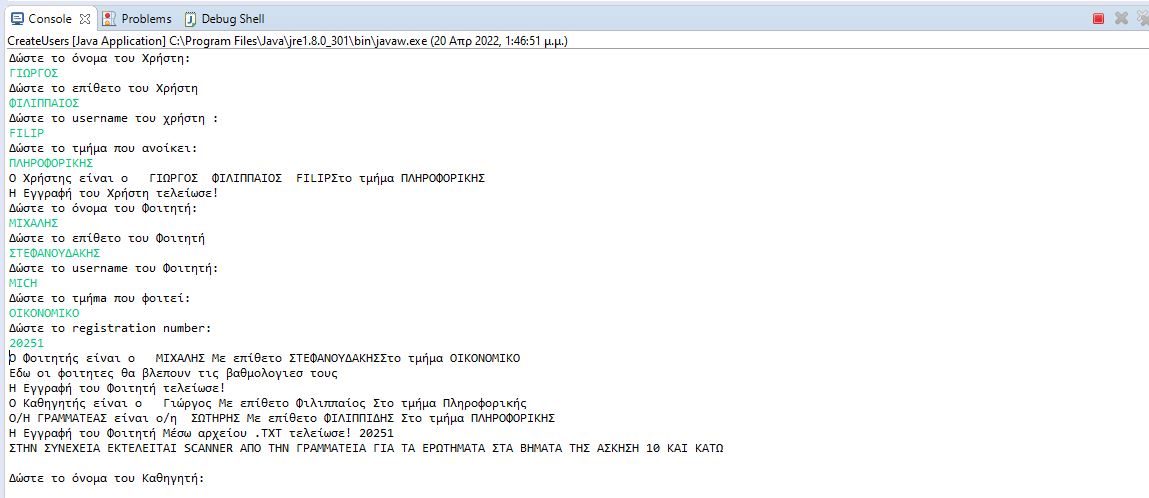 Console Problems Debug Shell
CreateUsers [Java Application] C:\Program Files\Java\jre1.8.0_301\bin\javaw.exe (20 Απρ 2022, 1:46:51 μ.μ.)
Δώστε το όνομα του Χρήστη:
ΓΙΩΡΓΟΣ
Δώστε το επίθετο του Χρήστη
ΦΙΛΙΠΠΑΙΟΣ
Δώστε το username του χρήστη :
FILIP
Δώστε το τμήμα που ανοίκει:
ΠΛΗΡΟΦΟΡΙΚΗΣ
Ο Χρήστης είναι ο   ΓΙΩΡΓΟΣ  ΦΙΛΙΠΠΑΙΟΣ  FILIPΣτο τμήμα ΠΛΗΡΟΦΟΡΙΚΗΣ
Η Εγγραφή του Χρήστη τελείωσε!
Δώστε το όνομα του Φοιτητή:
ΜΙΧΑΛΗΣ
Δώστε το επίθετο του Φοιτητή
ΣΤΕΦΑΝΟΥΔΑΚΗΣ
Δώστε το username του Φοιτητή:
MICH
Δώστε το τμήmα που φοιτεί:
ΟΙΚΟΝΟΜΙΚΟ
Δώστε το registration number:
20251
Ο Φοιτητής είναι ο   ΜΙΧΑΛΗΣ Με επίθετο ΣΤΕΦΑΝΟΥΔΑΚΗΣΣτο τμήμα ΟΙΚΟΝΟΜΙΚΟ
Εδω οι φοιτητες θα βλεπουν τις βαθμολογιεσ τους
Η Εγγραφή του Φοιτητή τελείωσε!
Ο Καθηγητής είναι ο   Γιώργος Με επίθετο Φιλιππαίος Στο τμήμα Πληροφορικής
Ο/Η ΓΡΑΜΜΑΤΕΑΣ είναι ο/η  ΣΩΤΗΡΗΣ Με επίθετο ΦΙΛΙΠΠΙΔΗΣ Στο τμήμα ΠΛΗΡΟΦΟΡΙΚΗΣ
Η Εγγραφή του Φοιτητή Μέσω αρχείου .TXT τελείωσε! 20251
ΣΤΗΝ ΣΥΝΕΧΕΙΑ ΕΚΤΕΛΕΙΤΑΙ SCANNER ΑΠΟ ΤΗΝ ΓΡΑΜΜΑΤΕΙΑ ΓΙΑ ΤΑ ΕΡΩΤΗΜΑΤΑ ΣΤΑ ΒΗΜΑΤΑ ΤΗΣ ΑΣΚΗΣΗ 10 ΚΑΙ ΚΑΤΩ
Δώστε το όνομα του Καθηγητή: